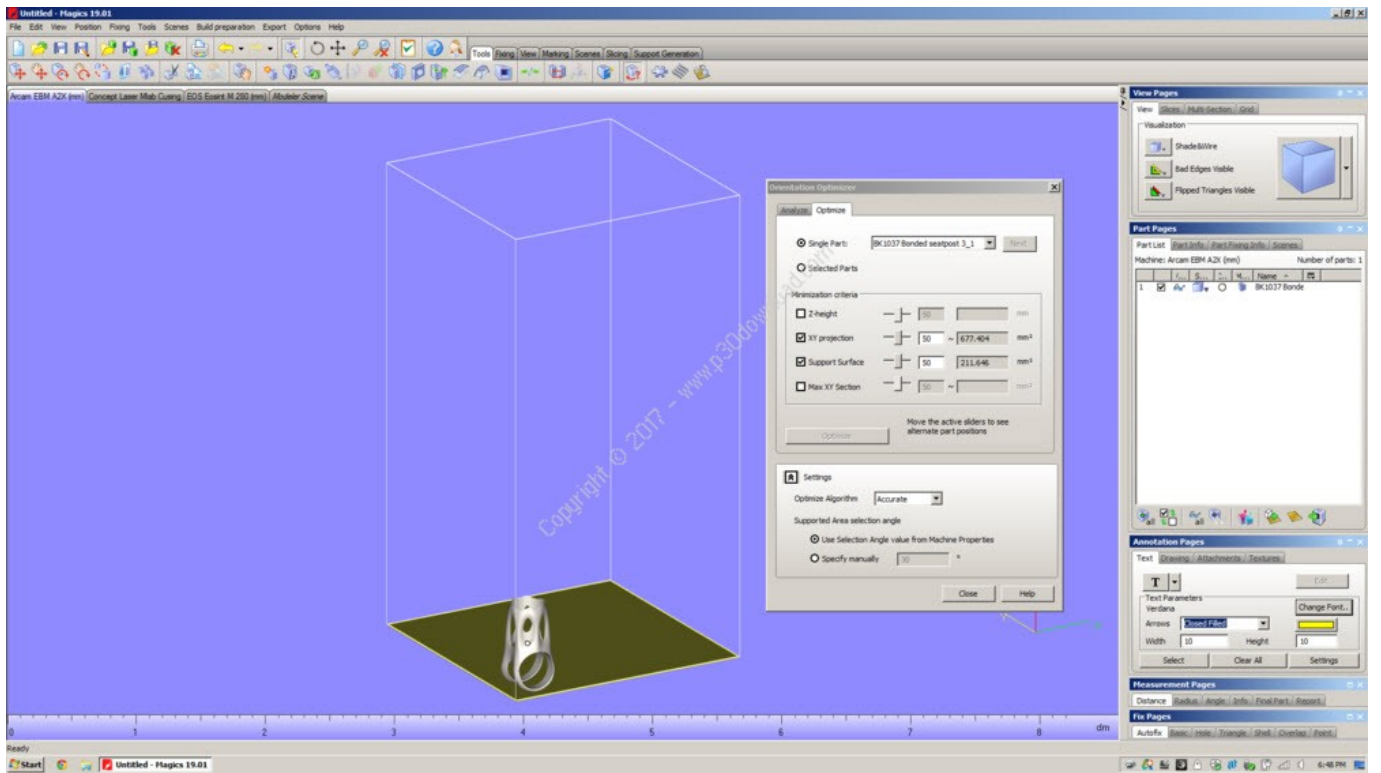 Untitled - Magics 19.01
File Edit View Position Fixing Tools Scenes Build preparation Export Options Help
Tools Fixing View Marking Scenes Slicing Support Generation
Arcam EBM A2X (mm) Concept Laser Mlab Cusing EOS Eosint M 280 (mm) Modeler Scene
Orientation Optimizer
Analyze Optimize
Single Part: BK1037 Bonded seatpost 3_1 Next
Selected Parts
Minimization criteria
Z-height 50 mm
XY projection 50 ~ 677.404 mm²
Support Surface 50 211.646 mm²
Max XY Section 50 ~ mm²
Optimize
Move the active sliders to see
alternate part positions
Settings
Optimize Algorithm Accurate
Supported Area selection angle
Use Selection Angle value from Machine Properties
Specify manually 30 °
Close Help
Copyright © 2017 - www.p30download.com
View Pages
View Slices Multi-Section Grid
Visualization
Shade&Wire
Bad Edges Visible
Flipped Triangles Visible
Part Pages
Part List Part Info Part Fixing Info Scenes
Machine: Arcam EBM A2X (mm) Number of parts: 1
Name
1 BK1037 Bonde
Annotation Pages
Text Drawing Attachments Textures
T Edit
Text Parameters
Verdana Change Font..
Arrows Closed Filled
Width 10 Height 10
Select Clear All Settings
Measurement Pages
Distance Radius Angle Info Final Part Report
Fix Pages
Autofix Basic Hole Triangle Shell Overlap Point
0 1 2 3 4 5 6 7 8 dm
Ready
Start Untitled - Magics 19.01 6:48 PM